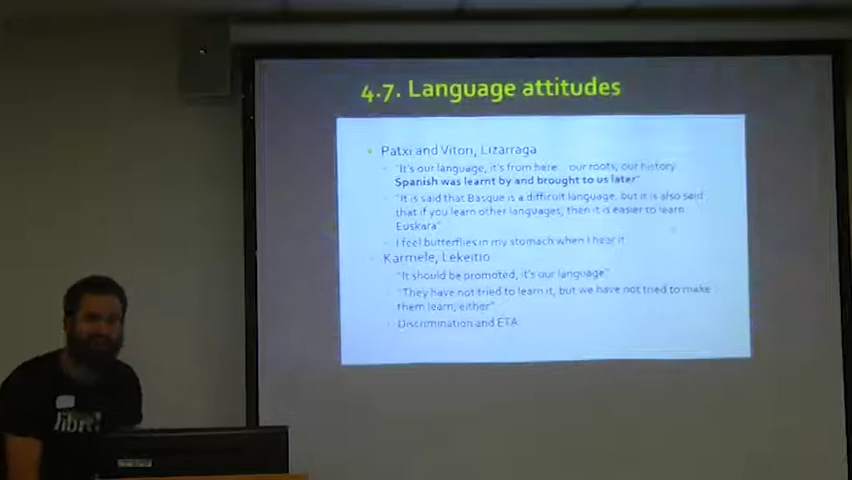 4.7. Language attitudes
Patxi and Vitori, Lizarraga
"It's our language, it's from here... our roots, our history.
Spanish was learnt by and brought to us later"
"It is said that Basque is a difficult language, but it is also said
that if you learn other languages, then it is easier to learn
Euskara"
I feel butterflies in my stomach when I hear it
Karmele, Lekeitio
"It should be promoted, it's our language"
"They have not tried to learn it, but we have not tried to make
them learn, either"
Discrimination and ETA
libre!